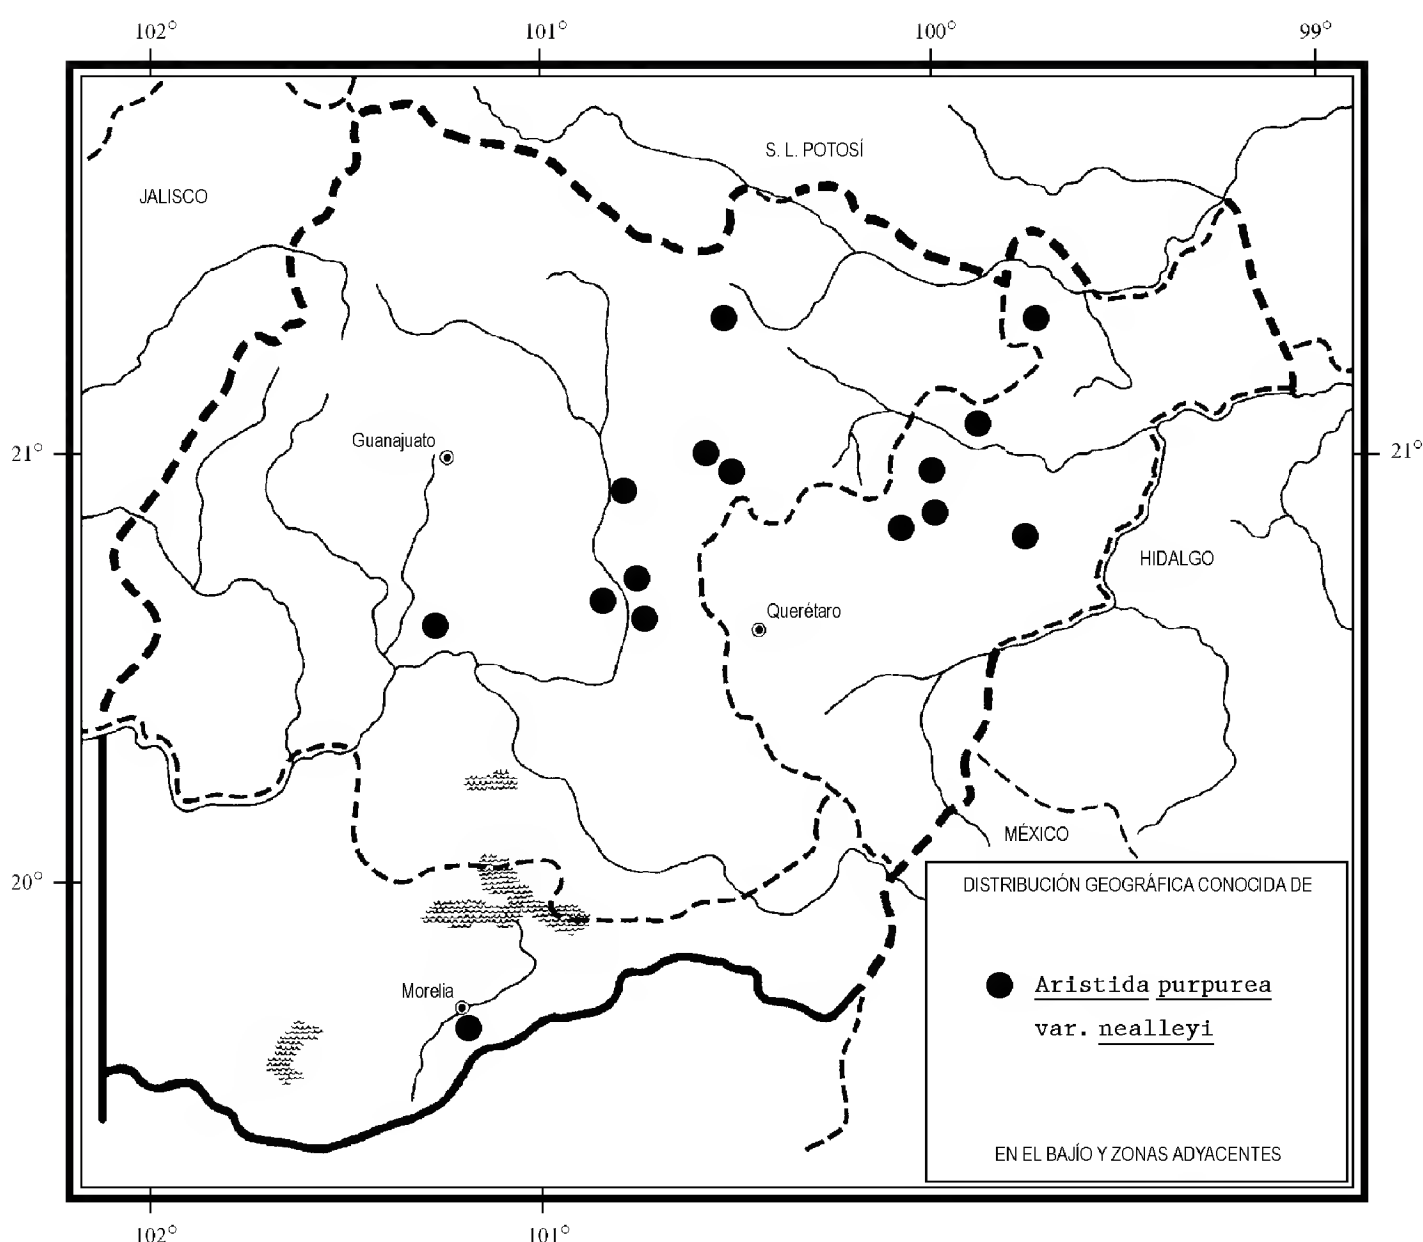 102° 101° 100° 99°
S. L. POTOSÍ
JALISCO
Guanajuato
21° 21°
HIDALGO
Querétaro
MÉXICO
20°
DISTRIBUCIÓN GEOGRÁFICA CONOCIDA DE
Aristida purpurea
var. nealleyi
Morelia
EN EL BAJÍO Y ZONAS ADYACENTES
102° 101°